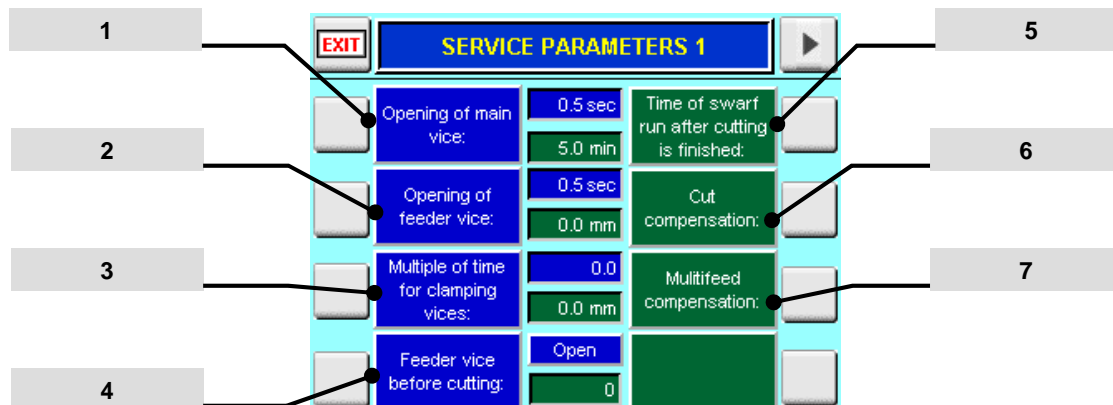 1
EXIT
SERVICE PARAMETERS 1
5
Opening of main
vice:
0.5 sec
5.0 min
Time of swarf
run after cutting
is finished:
2
6
Opening of
feeder vice:
0.5 sec
0.0 mm
Cut
compensation:
3
7
Multiple of time
for clamping
vices:
0.0
0.0 mm
Mulitifeed
compensation:
4
Feeder vice
before cutting:
Open
0